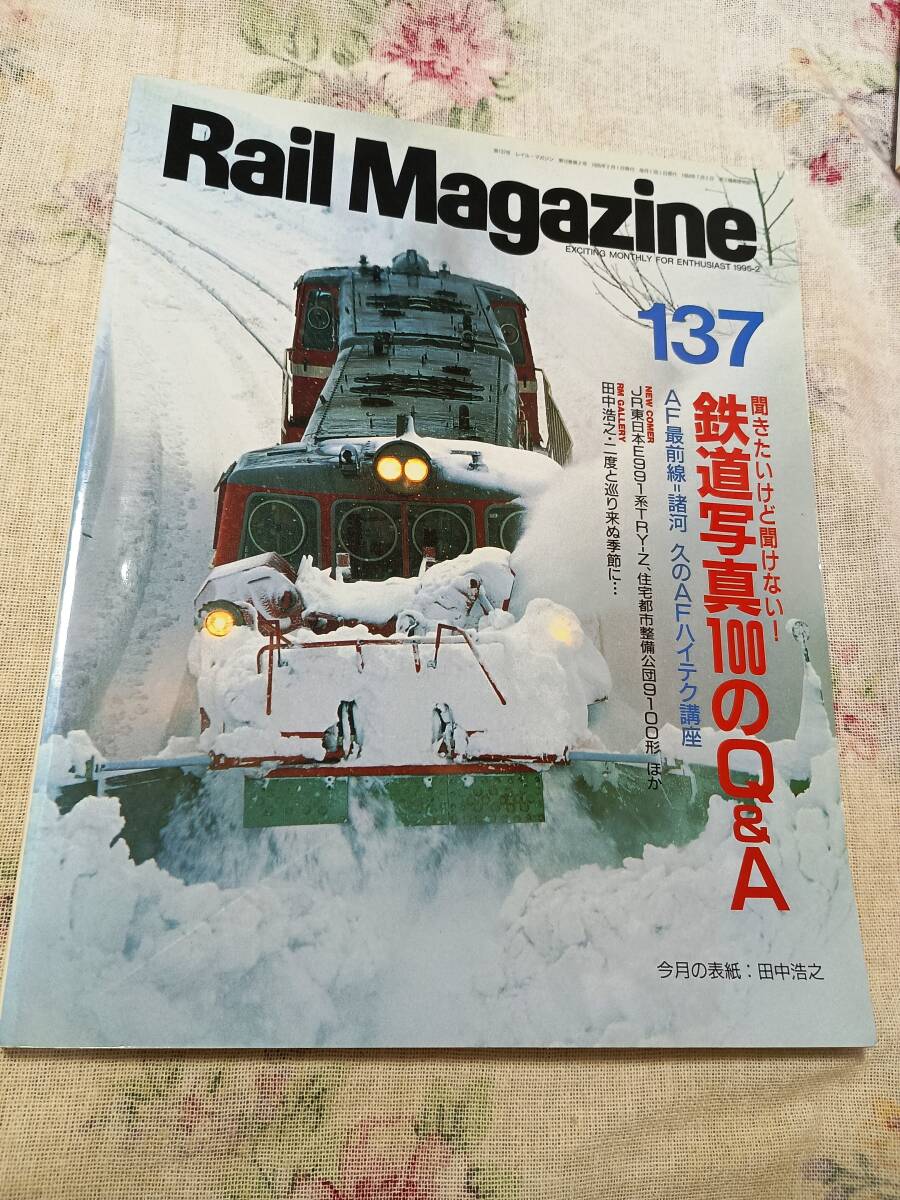 Rail Magazine
EXCITING MONTHLY FOR ENTHUSIAST 1995-2
137
聞きたいけど聞けない!
鉄道写真100のQ&A
AF最前線=諸河 久のAFハイテク講座
NEW COMER
JR東日本E991系TRY-Z、住宅都市整備公団9100形 ほか
RM GALLERY
田中浩之・二度と巡り来ぬ季節に…
今月の表紙:田中浩之